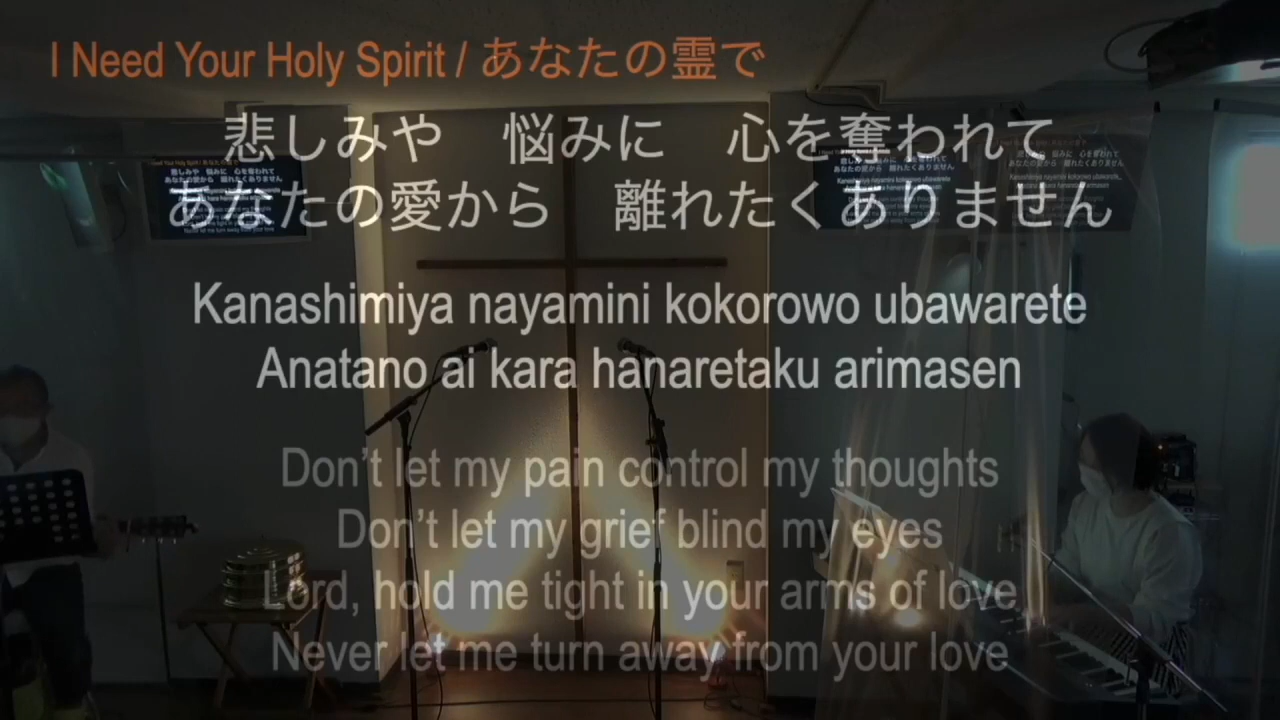 I Need Your Holy Spirit / あなたの霊で
悲しみや　悩みに　心を奪われて
あなたの愛から　離れたくありません
Kanashimiya nayamini kokorowo ubawarete
Anatano ai kara hanaretaku arimasen
Don't let my pain control my thoughts
Don't let my grief blind my eyes
Lord, hold me tight in your arms of love
Never let me turn away from your love